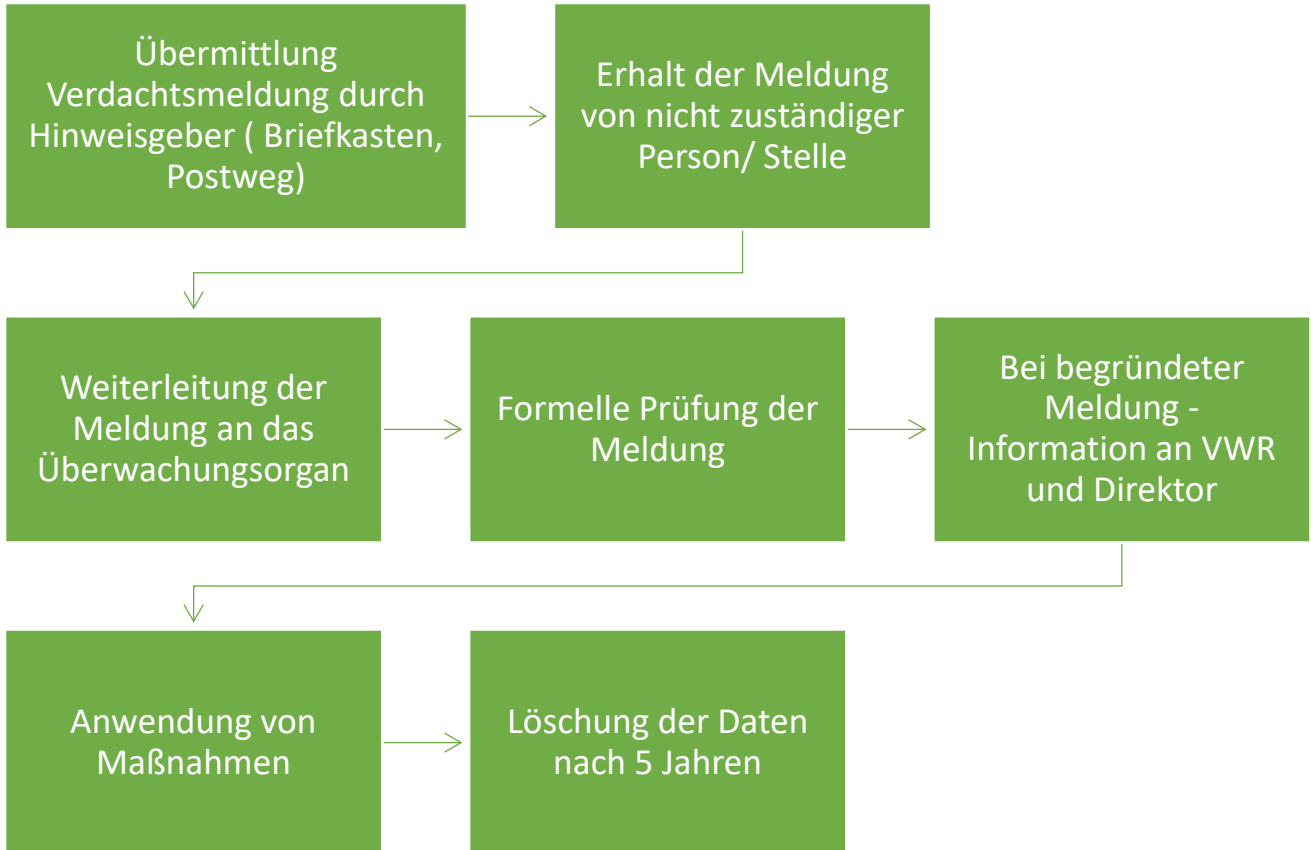 Übermittlung
Verdachtsmeldung durch
Hinweisgeber ( Briefkasten,
Postweg)
Erhalt der Meldung
von nicht zuständiger
Person/ Stelle
Weiterleitung der
Meldung an das
Überwachungsorgan
Formelle Prüfung der
Meldung
Bei begründeter
Meldung -
Information an VWR
und Direktor
Anwendung von
Maßnahmen
Löschung der Daten
nach 5 Jahren